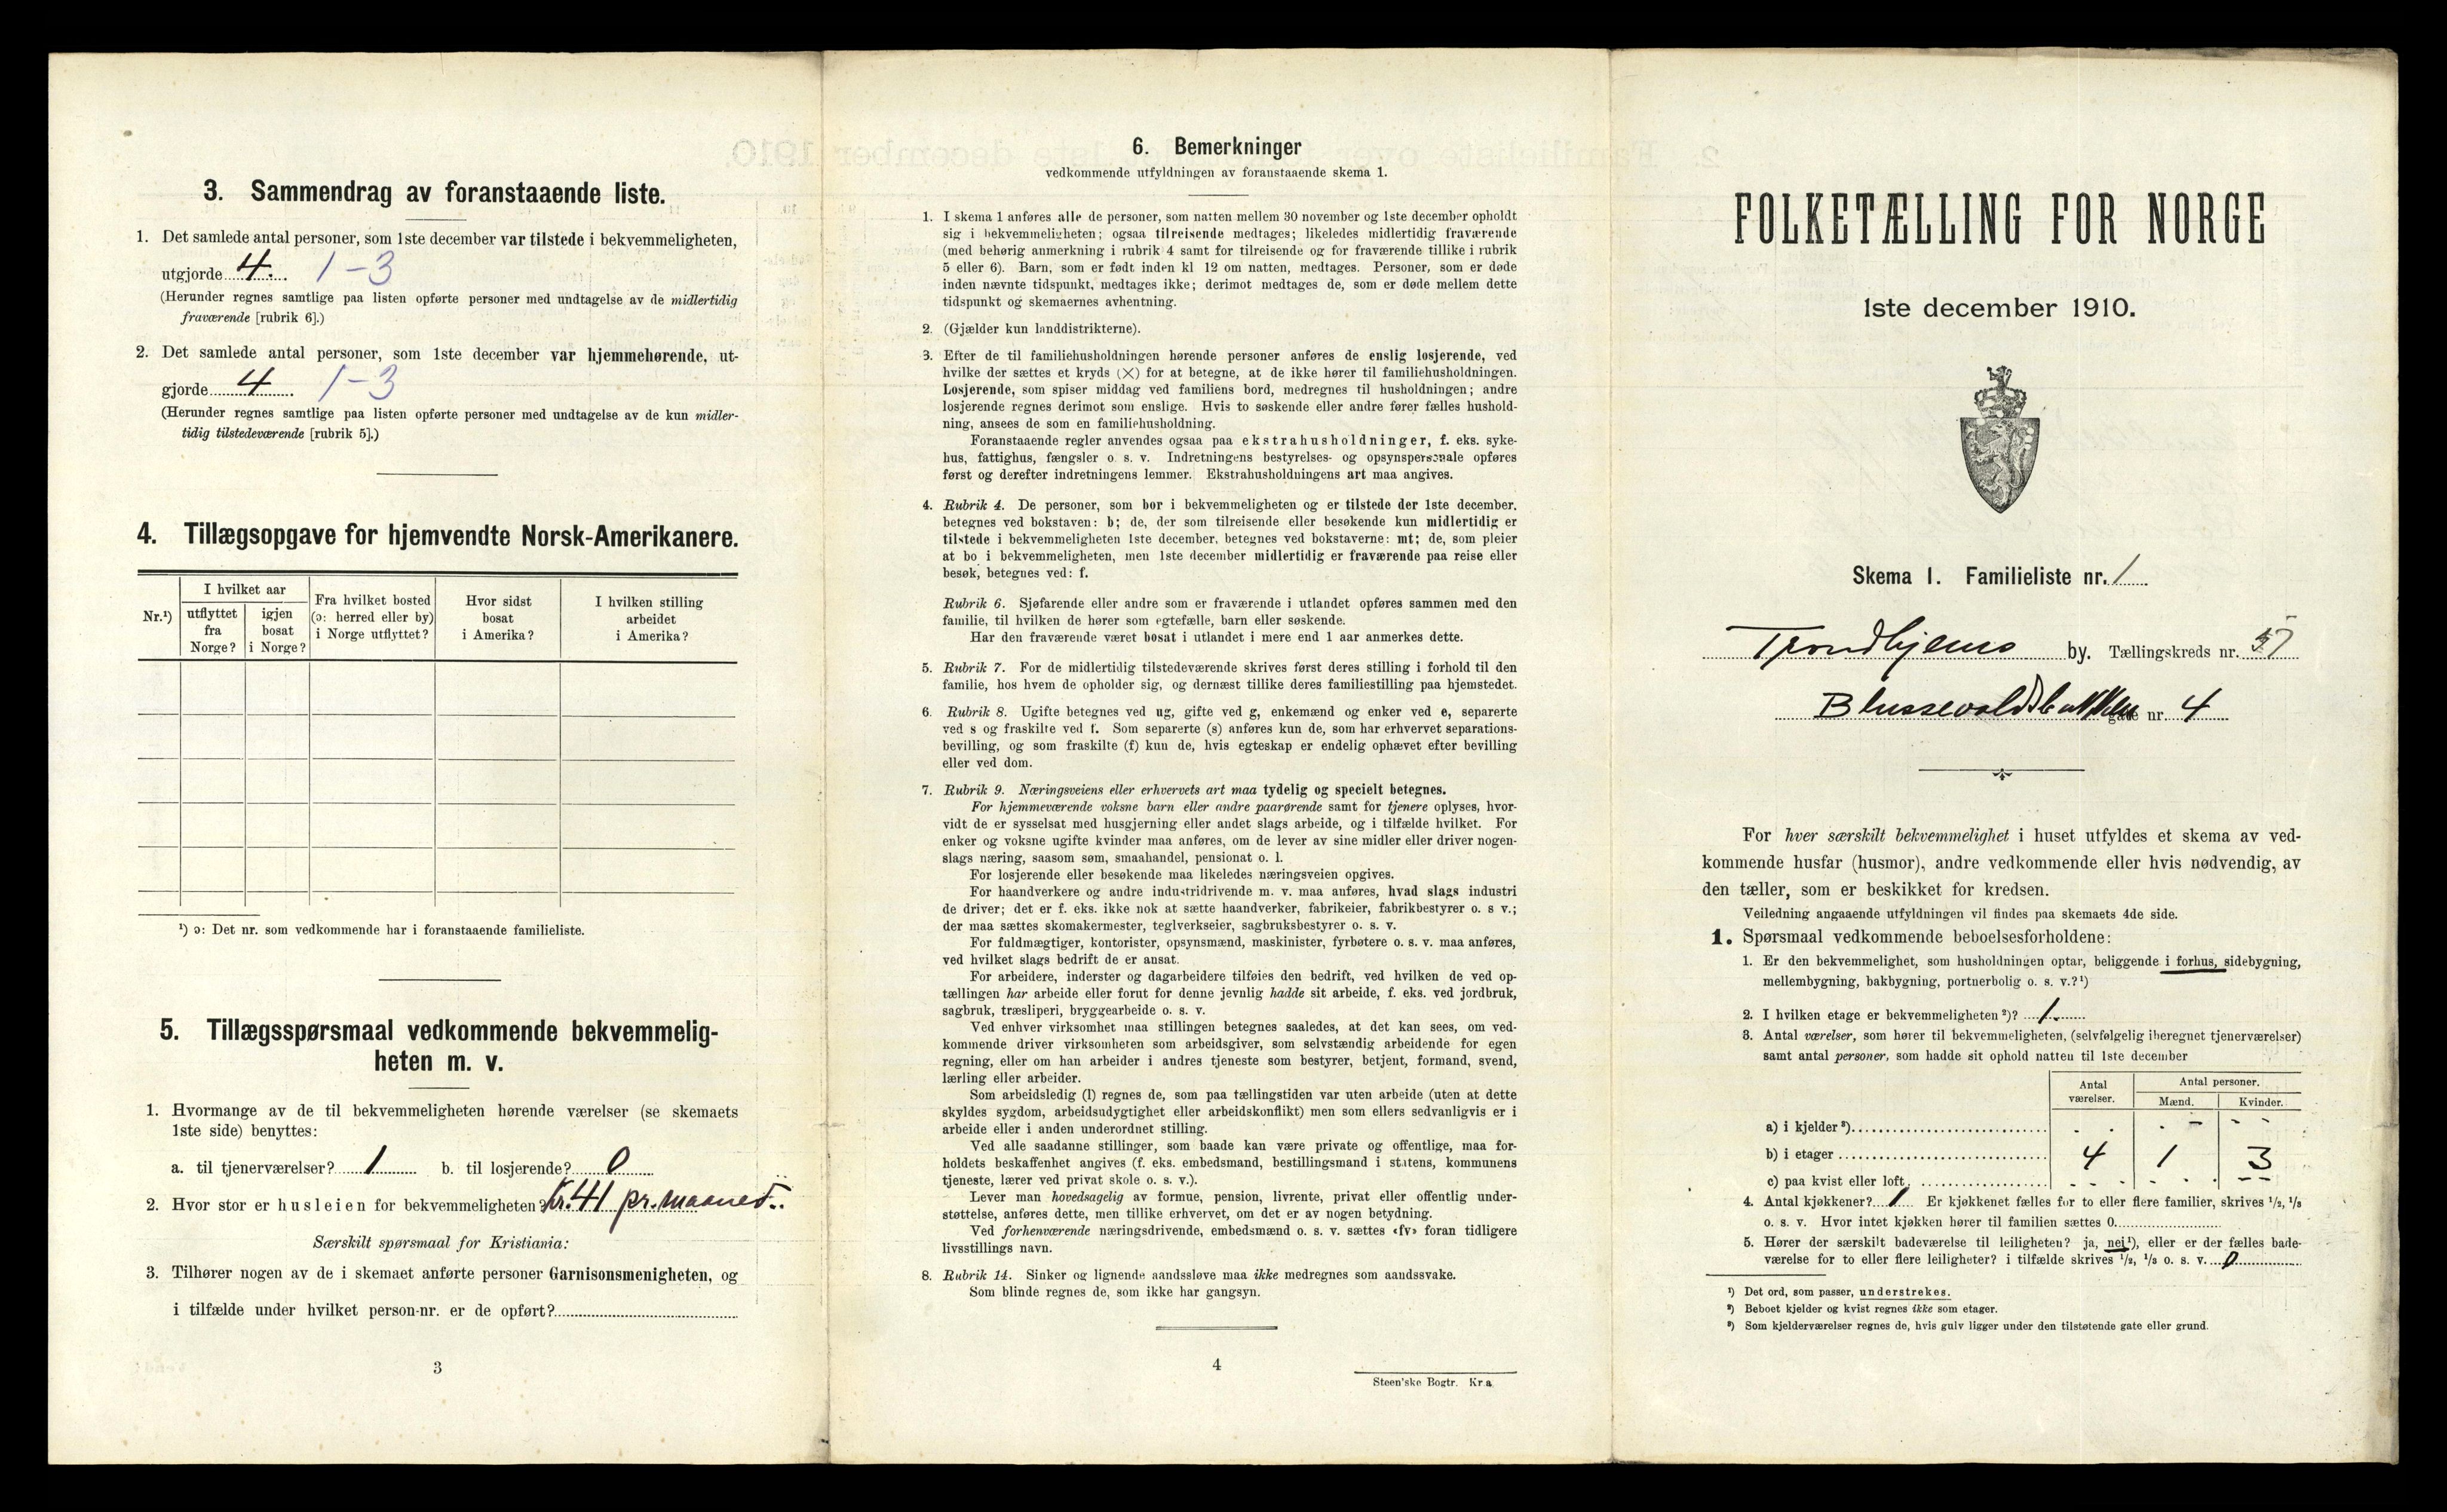 3. Sammendrag av foranstaaende liste.
1. Det samlede antal personer, som 1ste december var tilstede i bekvemmeligheten,
utgjorde 4. 1-3
(Herunder regnes samtlige paa listen opførte personer med undtagelse av de midlertidig
fraværende [rubrik 6].)
2. Det samlede antal personer, som 1ste december var hjemmehørende, ut-
gjorde 4 1-3
(Herunder regnes samtlige paa listen opførte personer med undtagelse av de kun midler-
tidig tilstedeværende [rubrik 5].)
4. Tillægsopgave for hjemvendte Norsk-Amerikanere.
Nr.¹)
I hvilket aar
utflyttet fra Norge?
igjen bosat i Norge?
Fra hvilket bosted (ɔ: herred eller by) i Norge utflyttet?
Hvor sidst bosat i Amerika?
I hvilken stilling arbeidet i Amerika?
¹) ɔ: Det nr. som vedkommende har i foranstaaende familieliste.
5. Tillægsspørsmaal vedkommende bekvemmelig-
heten m. v.
1. Hvormange av de til bekvemmeligheten hørende værelser (se skemaets
1ste side) benyttes:
a. til tjenerværelser? 1 b. til losjerende? 0
2. Hvor stor er husleien for bekvemmeligheten? Kr. 41 pr. maaned.
Særskilt spørsmaal for Kristiania:
3. Tilhører nogen av de i skemaet anførte personer Garnisonsmenigheten, og
i tilfælde under hvilket person-nr. er de opført?
3
6. Bemerkninger
vedkommende utfyldningen av foranstaaende skema 1.
1. I skema 1 anføres alle de personer, som natten mellem 30 november og 1ste december opholdt
sig i bekvemmeligheten; ogsaa tilreisende medtages; likeledes midlertidig fraværende
(med behørig anmerkning i rubrik 4 samt for tilreisende og for fraværende tillike i rubrik
5 eller 6). Barn, som er født inden kl 12 om natten, medtages. Personer, som er døde
inden nævnte tidspunkt, medtages ikke; derimot medtages de, som er døde mellem dette
tidspunkt og skemaernes avhentning.
2. (Gjælder kun landdistrikterne).
3. Efter de til familiehusholdningen hørende personer anføres de enslig losjerende, ved
hvilke der sættes et kryds (×) for at betegne, at de ikke hører til familiehusholdningen.
Losjerende, som spiser middag ved familiens bord, medregnes til husholdningen; andre
losjerende regnes derimot som enslige. Hvis to søskende eller andre fører fælles hushold-
ning, ansees de som en familiehusholdning.
Foranstaaende regler anvendes ogsaa paa ekstrahusholdninger, f. eks. syke-
hus, fattighus, fængsler o. s. v. Indretningens bestyrelses- og opsynspersonale opføres
først og derefter indretningens lemmer. Ekstrahusholdningens art maa angives.
4. Rubrik 4. De personer, som bor i bekvemmeligheten og er tilstede der 1ste december,
betegnes ved bokstaven: b; de, der som tilreisende eller besøkende kun midlertidig er
tilstede i bekvemmeligheten 1ste december, betegnes ved bokstaverne: mt; de, som pleier
at bo i bekvemmeligheten, men 1ste december midlertidig er fraværende paa reise eller
besøk, betegnes ved: f.
Rubrik 6. Sjøfarende eller andre som er fraværende i utlandet opføres sammen med den
familie, til hvilken de hører som egtefælle, barn eller søskende.
Har den fraværende været bosat i utlandet i mere end 1 aar anmerkes dette.
5. Rubrik 7. For de midlertidig tilstedeværende skrives først deres stilling i forhold til den
familie, hos hvem de opholder sig, og dernæst tillike deres familiestilling paa hjemstedet.
6. Rubrik 8. Ugifte betegnes ved ug, gifte ved g, enkemænd og enker ved e, separerte
ved s og fraskilte ved f. Som separerte (s) anføres kun de, som har erhvervet separations-
bevilling, og som fraskilte (f) kun de, hvis egteskap er endelig ophævet efter bevilling
eller ved dom.
7. Rubrik 9. Næringsveiens eller erhvervets art maa tydelig og specielt betegnes.
For hjemmeværende voksne barn eller andre paarørende samt for tjenere oplyses, hvor-
vidt de er sysselsat med husgjerning eller andet slags arbeide, og i tilfælde hvilket. For
enker og voksne ugifte kvinder maa anføres, om de lever av sine midler eller driver nogen-
slags næring, saasom søm, smaahandel, pensionat o. l.
For losjerende eller besøkende maa likeledes næringsveien opgives.
For haandverkere og andre industridrivende m. v. maa anføres, hvad slags industri
de driver; det er f. eks. ikke nok at sætte haandverker, fabrikeier, fabrikbestyrer o. s v.;
der maa sættes skomakermester, teglverkseier, sagbruksbestyrer o. s. v.
For fuldmægtiger, kontorister, opsynsmænd, maskinister, fyrbøtere o. s. v. maa anføres,
ved hvilket slags bedrift de er ansat.
For arbeidere, inderster og dagarbeidere tilføies den bedrift, ved hvilken de ved op-
tællingen har arbeide eller forut for denne jevnlig hadde sit arbeide, f. eks. ved jordbruk,
sagbruk, træsliperi, bryggearbeide o. s. v.
Ved enhver virksomhet maa stillingen betegnes saaledes, at det kan sees, om ved-
kommende driver virksomheten som arbeidsgiver, som selvstændig arbeidende for egen
regning, eller om han arbeider i andres tjeneste som bestyrer, betjent, formand, svend,
lærling eller arbeider.
Som arbeidsledig (l) regnes de, som paa tællingstiden var uten arbeide (uten at dette
skyldes sygdom, arbeidsudygtighet eller arbeidskonflikt) men som ellers sedvanligvis er i
arbeide eller i anden underordnet stilling.
Ved alle saadanne stillinger, som baade kan være private og offentlige, maa for-
holdets beskaffenhet angives (f. eks. embedsmand, bestillingsmand i statens, kommunens
tjeneste, lærer ved privat skole o. s. v.).
Lever man hovedsagelig av formue, pension, livrente, privat eller offentlig under-
støttelse, anføres dette, men tillike erhvervet, om det er av nogen betydning.
Ved forhenværende næringsdrivende, embedsmænd o. s. v. sættes «fv» foran tidligere
livsstillings navn.
8. Rubrik 14. Sinker og lignende aandssløve maa ikke medregnes som aandssvake.
Som blinde regnes de, som ikke har gangsyn.
4
Steen'ske Bogtr. Kr.a
FOLKETÆLLING FOR NORGE
1ste december 1910.
Skema 1. Familieliste nr. 1
Trondhjems by. Tællingskreds nr. 57
Blussevoldsbakken gate nr. 4
For hver særskilt bekvemmelighet i huset utfyldes et skema av ved-
kommende husfar (husmor), andre vedkommende eller hvis nødvendig, av
den tæller, som er beskikket for kredsen.
Veiledning angaaende utfyldningen vil findes paa skemaets 4de side.
1. Spørsmaal vedkommende beboelsesforholdene:
1. Er den bekvemmelighet, som husholdningen optar, beliggende i forhus, sidebygning,
mellembygning, bakbygning, portnerbolig o. s. v.?¹)
2. I hvilken etage er bekvemmeligheten²)? 1.
3. Antal værelser, som hører til bekvemmeligheten, (selvfølgelig iberegnet tjenerværelser)
samt antal personer, som hadde sit ophold natten til 1ste december
Antal værelser.
Antal personer.
Mænd. Kvinder.
a) i kjelder³) . . . - - -
b) i etager 4 1 3
c) paa kvist eller loft
4. Antal kjøkkener? 1 Er kjøkkenet fælles for to eller flere familier, skrives ¹/₂, ¹/₃
o. s. v. Hvor intet kjøkken hører til familien sættes 0.
5. Hører der særskilt badeværelse til leiligheten? ja, nei¹), eller er der fælles bade-
værelse for to eller flere leiligheter? i tilfælde skrives ¹/₂, ¹/₃ o. s. v. 0
¹) Det ord, som passer, understrekes.
²) Beboet kjelder og kvist regnes ikke som etager.
³) Som kjelderværelser regnes de, hvis gulv ligger under den tilstøtende gate eller grund.